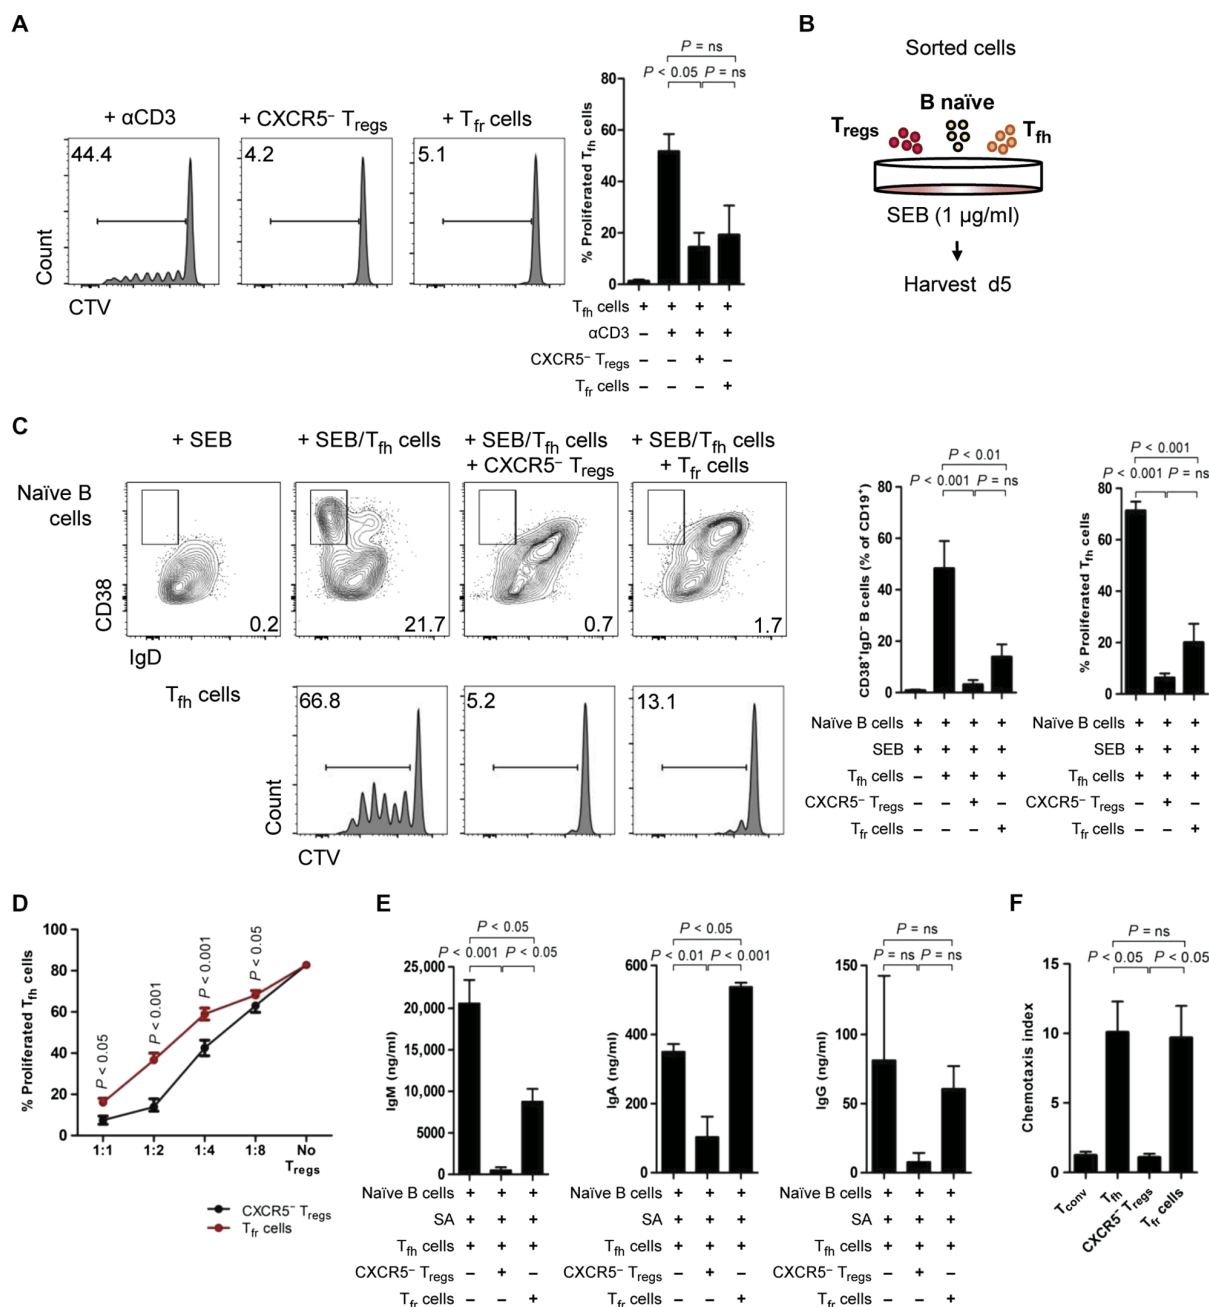 A
+ αCD3
+ CXCR5⁻ Tregs
+ Tfr cells
44.4
4.2
5.1
Count
CTV
P = ns
P < 0.05
P = ns
% Proliferated Tfh cells
80
60
40
20
0
Tfh cells + + + +
αCD3 – + + +
CXCR5⁻ Tregs – – + –
Tfr cells – – – +
B
Sorted cells
B naïve
Tregs
Tfh
SEB (1 µg/ml)
Harvest d5
C
+ SEB
+ SEB/Tfh cells
+ SEB/Tfh cells
+ CXCR5⁻ Tregs
+ SEB/Tfh cells
+ Tfr cells
Naïve B
cells
CD38
IgD
0.2
21.7
0.7
1.7
Tfh cells
66.8
5.2
13.1
Count
CTV
P < 0.01
P < 0.001
P = ns
CD38⁺IgD⁻ B cells (% of CD19⁺)
80
60
40
20
0
Naïve B cells + + + +
SEB + + + +
Tfh cells – + + +
CXCR5⁻ Tregs – – + –
Tfr cells – – – +
P < 0.001
P < 0.001
P = ns
% Proliferated Tfh cells
80
60
40
20
0
Naïve B cells + + +
SEB + + +
Tfh cells + + +
CXCR5⁻ Tregs – + –
Tfr cells – – +
D
% Proliferated Tfh cells
100
80
60
40
20
0
P < 0.05
P < 0.001
P < 0.001
P < 0.05
1:1
1:2
1:4
1:8
No
Tregs
CXCR5⁻ Tregs
Tfr cells
E
P < 0.05
P < 0.001
P < 0.05
IgM (ng/ml)
25,000
20,000
15,000
10,000
5000
0
Naïve B cells + + +
SA + + +
Tfh cells + + +
CXCR5⁻ Tregs – + –
Tfr cells – – +
P < 0.05
P < 0.01
P < 0.001
IgA (ng/ml)
600
400
200
0
Naïve B cells + + +
SA + + +
Tfh cells + + +
CXCR5⁻ Tregs – + –
Tfr cells – – +
P = ns
P = ns
P = ns
IgG (ng/ml)
150
100
50
0
Naïve B cells + + +
SA + + +
Tfh cells + + +
CXCR5⁻ Tregs – + –
Tfr cells – – +
F
P = ns
P < 0.05
P < 0.05
Chemotaxis index
15
10
5
0
Tconv
Tfh
CXCR5⁻ Tregs
Tfr cells